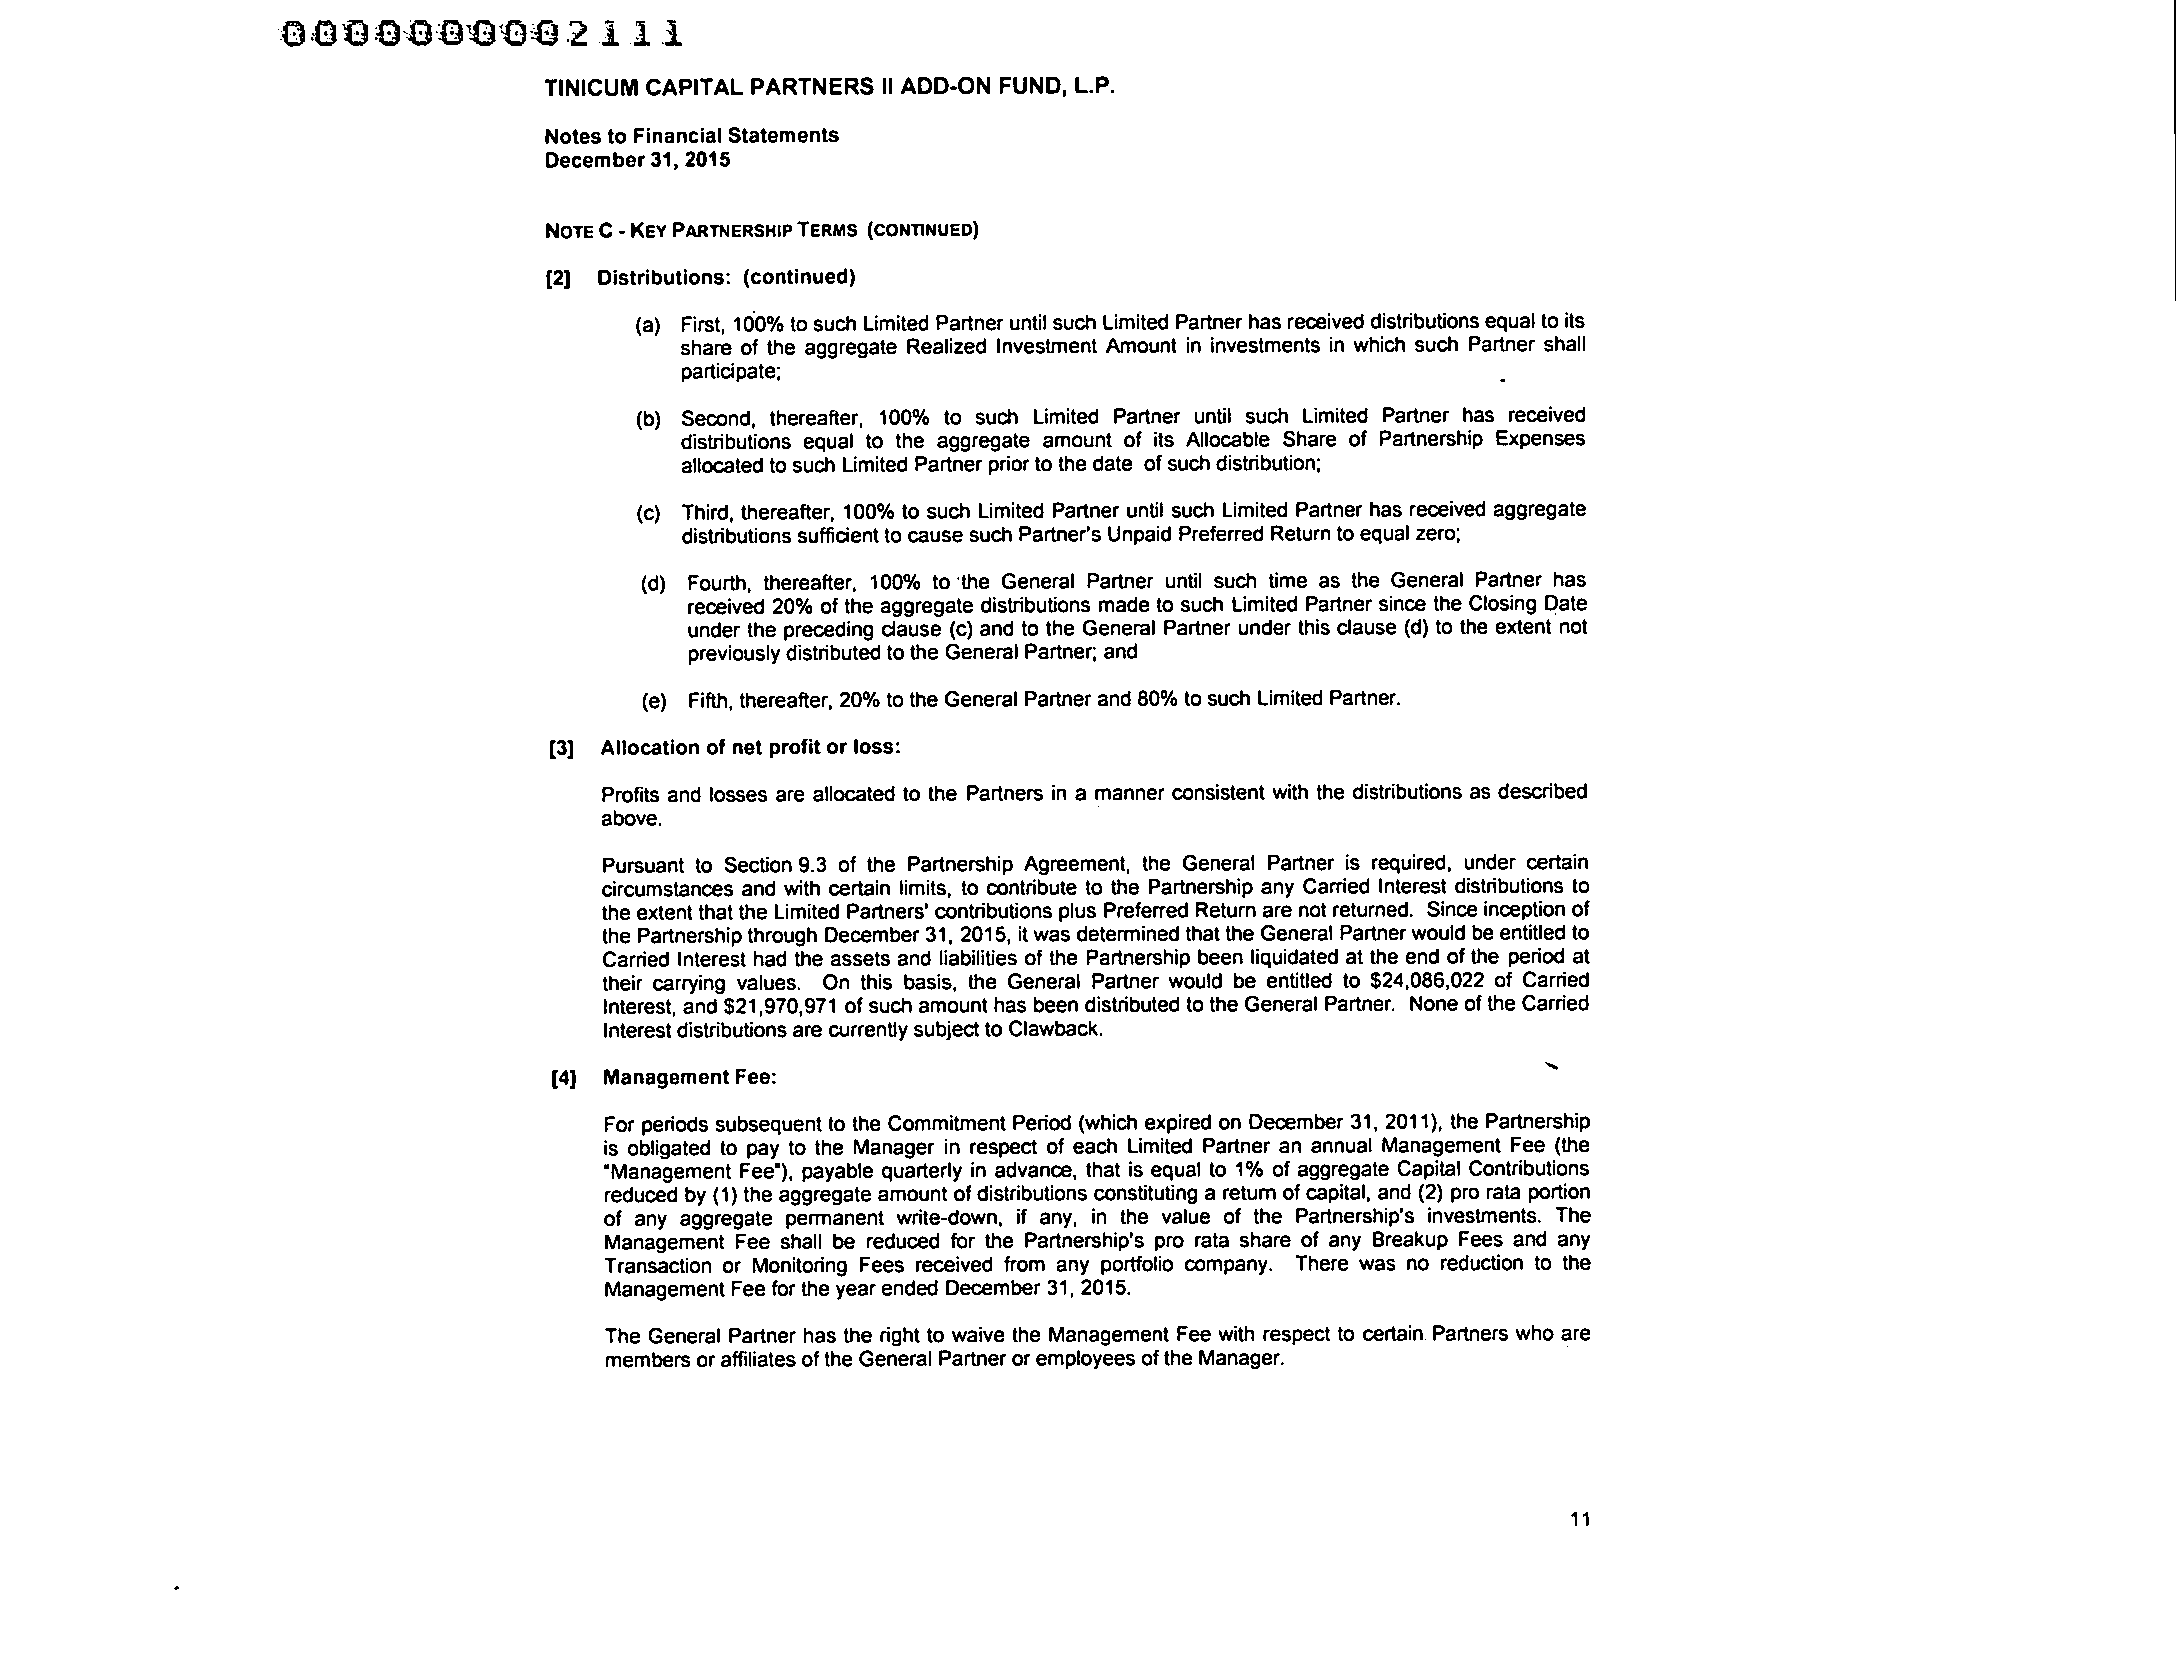 0000000002111
TINICUM CAPITAL PARTNERS II ADD-ON FUND, L.P.
Notes to Financial Statements
December 31, 2015
NOTE C - KEY PARTNERSHIP TERMS (CONTINUED)
[2] Distributions: (continued)
(a) First, 100% to such Limited Partner until such Limited Partner has received distributions equal to its
share of the aggregate Realized Investment Amount in investments in which such Partner shall
participate;
(b) Second, thereafter, 100% to such Limited Partner until such Limited Partner has received
distributions equal to the aggregate amount of its Allocable Share of Partnership Expenses
allocated to such Limited Partner prior to the date of such distribution;
(c) Third, thereafter, 100% to such Limited Partner until such Limited Partner has received aggregate
distributions sufficient to cause such Partner's Unpaid Preferred Return to equal zero;
(d) Fourth, thereafter, 100% to the General Partner until such time as the General Partner has
received 20% of the aggregate distributions made to such Limited Partner since the Closing Date
under the preceding clause (c) and to the General Partner under this clause (d) to the extent not
previously distributed to the General Partner; and
(e) Fifth, thereafter, 20% to the General Partner and 80% to such Limited Partner.
[3] Allocation of net profit or loss:
Profits and losses are allocated to the Partners in a manner consistent with the distributions as described
above.
Pursuant to Section 9.3 of the Partnership Agreement, the General Partner is required, under certain
circumstances and with certain limits, to contribute to the Partnership any Carried Interest distributions to
the extent that the Limited Partners' contributions plus Preferred Return are not returned. Since inception of
the Partnership through December 31, 2015, it was determined that the General Partner would be entitled to
Carried Interest had the assets and liabilities of the Partnership been liquidated at the end of the period at
their carrying values. On this basis, the General Partner would be entitled to $24,086,022 of Carried
Interest, and $21,970,971 of such amount has been distributed to the General Partner. None of the Carried
Interest distributions are currently subject to Clawback.
[4] Management Fee:
For periods subsequent to the Commitment Period (which expired on December 31, 2011), the Partnership
is obligated to pay to the Manager in respect of each Limited Partner an annual Management Fee (the
"Management Fee"), payable quarterly in advance, that is equal to 1% of aggregate Capital Contributions
reduced by (1) the aggregate amount of distributions constituting a return of capital, and (2) pro rata portion
of any aggregate permanent write-down, if any, in the value of the Partnership's investments. The
Management Fee shall be reduced for the Partnership's pro rata share of any Breakup Fees and any
Transaction or Monitoring Fees received from any portfolio company. There was no reduction to the
Management Fee for the year ended December 31, 2015.
The General Partner has the right to waive the Management Fee with respect to certain Partners who are
members or affiliates of the General Partner or employees of the Manager.
11